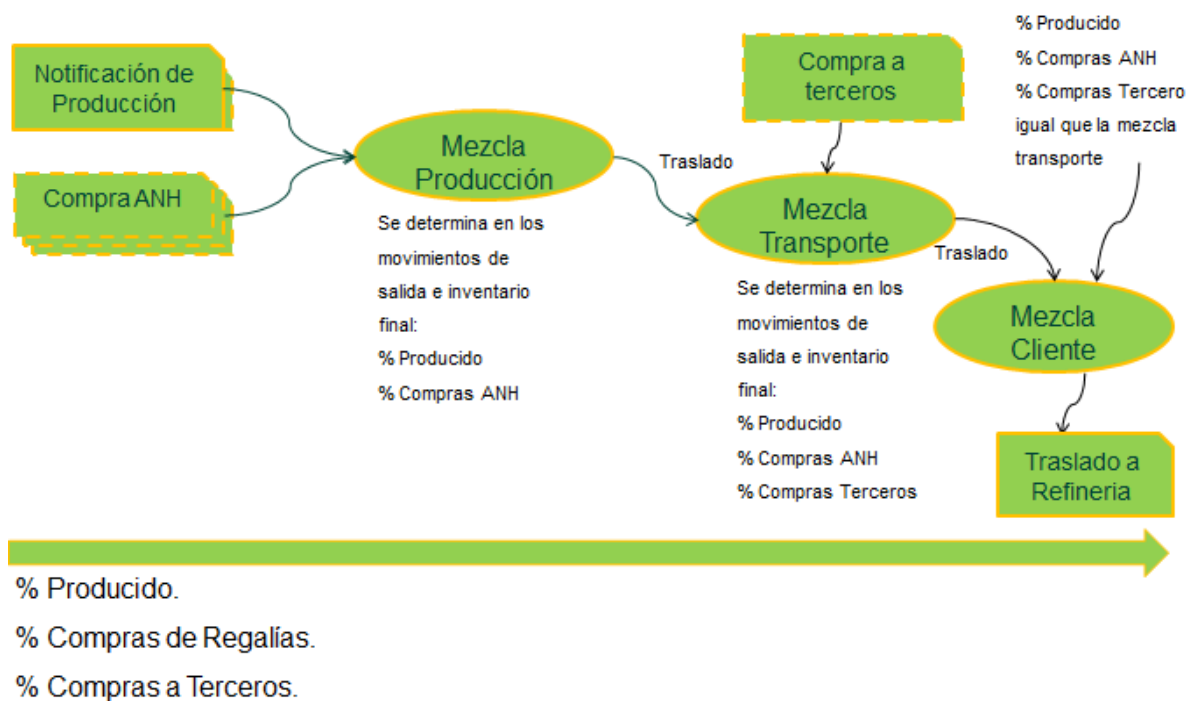 Notificación de
Producción
Compra ANH
Mezcla
Producción
Se determina en los
movimientos de
salida e inventario
final:
% Producido
% Compras ANH
Traslado
Compra a
terceros
Mezcla
Transporte
Se determina en los
movimientos de
salida e inventario
final:
% Producido
% Compras ANH
% Compras Terceros
Traslado
% Producido
% Compras ANH
% Compras Tercero
igual que la mezcla
transporte
Mezcla
Cliente
Traslado a
Refineria
% Producido.
% Compras de Regalías.
% Compras a Terceros.